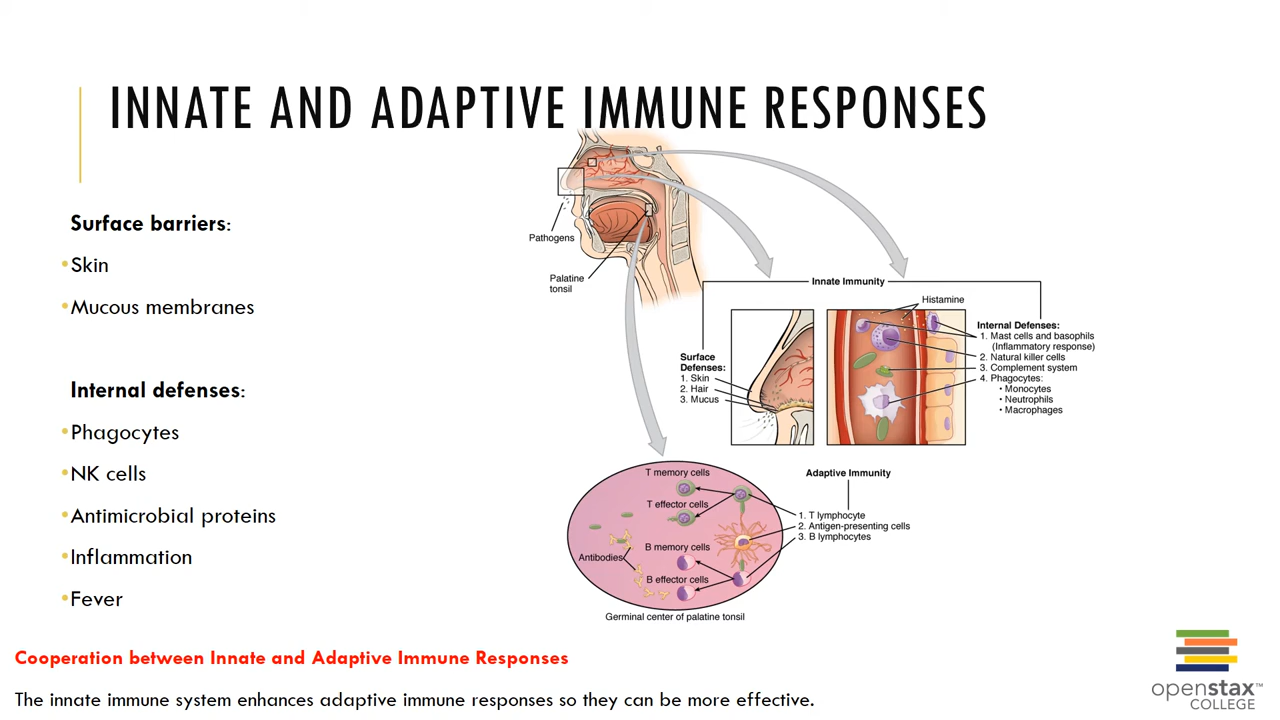 INNATE AND ADAPTIVE IMMUNE RESPONSES
Surface barriers:
•Skin
•Mucous membranes
Internal defenses:
•Phagocytes
•NK cells
•Antimicrobial proteins
•Inflammation
•Fever
Pathogens
Palatine
tonsil
Innate Immunity
Histamine
Surface
Defenses:
1. Skin
2. Hair
3. Mucus
Internal Defenses:
1. Mast cells and basophils
(Inflammatory response)
2. Natural killer cells
3. Complement system
4. Phagocytes:
• Monocytes
• Neutrophils
• Macrophages
Adaptive Immunity
1. T lymphocyte
2. Antigen-presenting cells
3. B lymphocytes
T memory cells
T effector cells
B memory cells
Antibodies
B effector cells
Germinal center of palatine tonsil
Cooperation between Innate and Adaptive Immune Responses
The innate immune system enhances adaptive immune responses so they can be more effective.
openstax™
COLLEGE